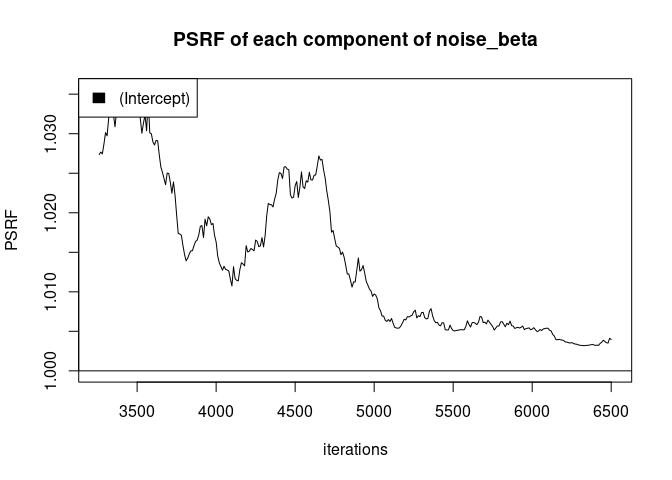 PSRF of each component of noise_beta
(Intercept)
PSRF
1.030
1.020
1.010
1.000
3500 4000 4500 5000 5500 6000 6500
iterations